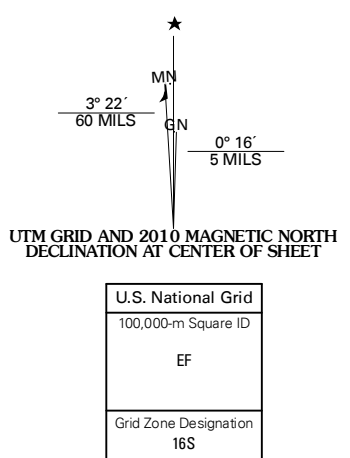 ★
MN
3° 22´
60 MILS
GN
0° 16´
5 MILS
UTM GRID AND 2010 MAGNETIC NORTH
DECLINATION AT CENTER OF SHEET
U.S. National Grid
100,000-m Square ID
EF
Grid Zone Designation
16S